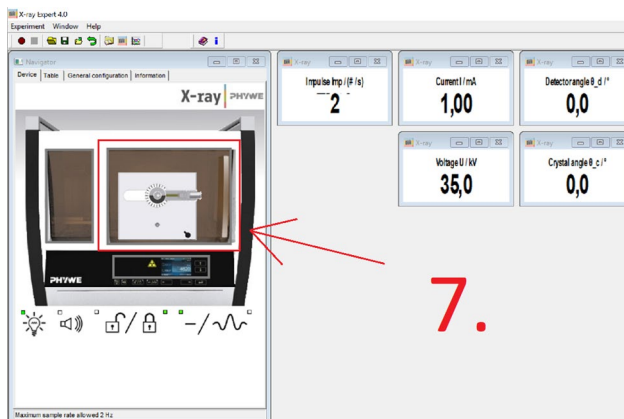 X-ray Expert 4.0
Experiment Window Help
Navigator
Device Table General configuration Information
X-ray PHYWE
PHYWE
Maximum sample rate allowed 2 Hz
X-ray
Impulse Imp / (# / s)
2
X-ray
Current I / mA
1,00
X-ray
Detector angle θ_d / °
0,0
X-ray
Voltage U / kV
35,0
X-ray
Crystal angle θ_c / °
0,0
7.